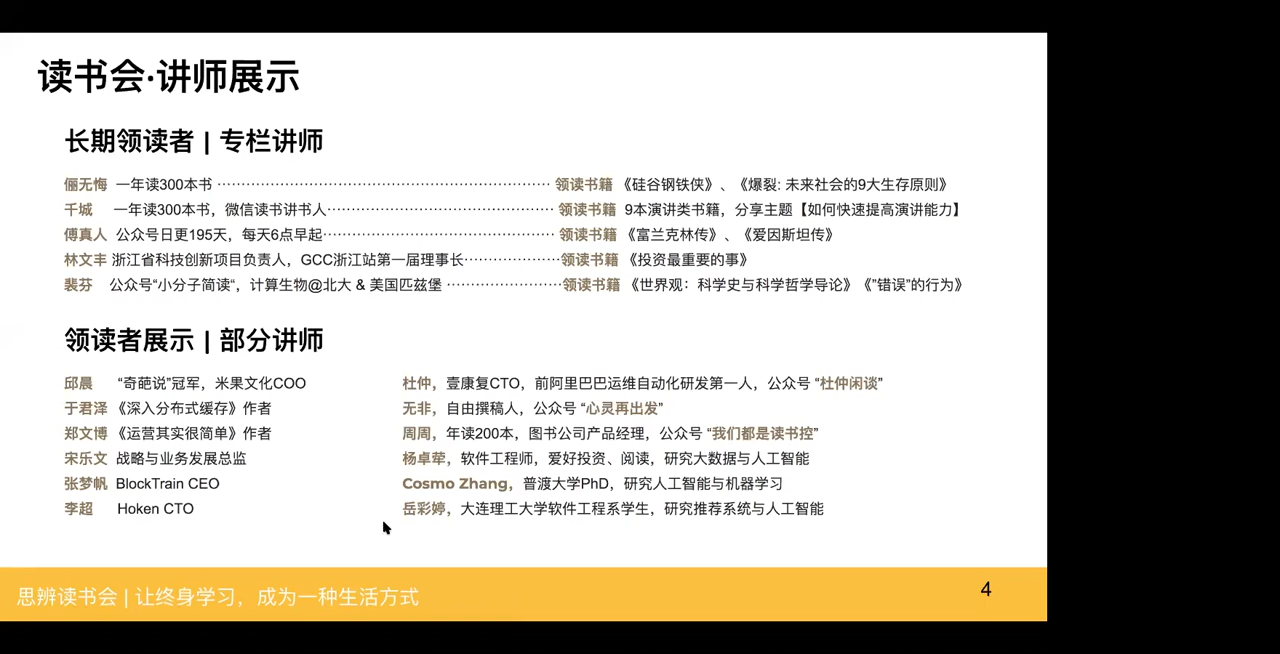 读书会·讲师展示
长期领读者 | 专栏讲师
俪无悔 一年读300本书 ······································ 领读书籍 《硅谷钢铁侠》、《爆裂: 未来社会的9大生存原则》
千城 一年读300本书，微信读书讲书人······································ 领读书籍 9本演讲类书籍，分享主题【如何快速提高演讲能力】
傅真人 公众号日更195天，每天6点早起······································ 领读书籍 《富兰克林传》、《爱因斯坦传》
林文丰 浙江省科技创新项目负责人，GCC浙江站第一届理事长····················领读书籍 《投资最重要的事》
裴芬 公众号“小分子简读“，计算生物@北大 & 美国匹兹堡 ························领读书籍 《世界观：科学史与科学哲学导论》《”错误”的行为》
领读者展示 | 部分讲师
邱晨 “奇葩说”冠军，米果文化COO
于君泽 《深入分布式缓存》作者
郑文博 《运营其实很简单》作者
宋乐文 战略与业务发展总监
张梦帆 BlockTrain CEO
李超 Hoken CTO
杜仲，壹康复CTO，前阿里巴巴运维自动化研发第一人，公众号 “杜仲闲谈”
无非，自由撰稿人，公众号 “心灵再出发”
周周，年读200本，图书公司产品经理，公众号 “我们都是读书控”
杨卓荦，软件工程师，爱好投资、阅读，研究大数据与人工智能
Cosmo Zhang，普渡大学PhD，研究人工智能与机器学习
岳彩婷，大连理工大学软件工程系学生，研究推荐系统与人工智能
思辨读书会 | 让终身学习，成为一种生活方式
4